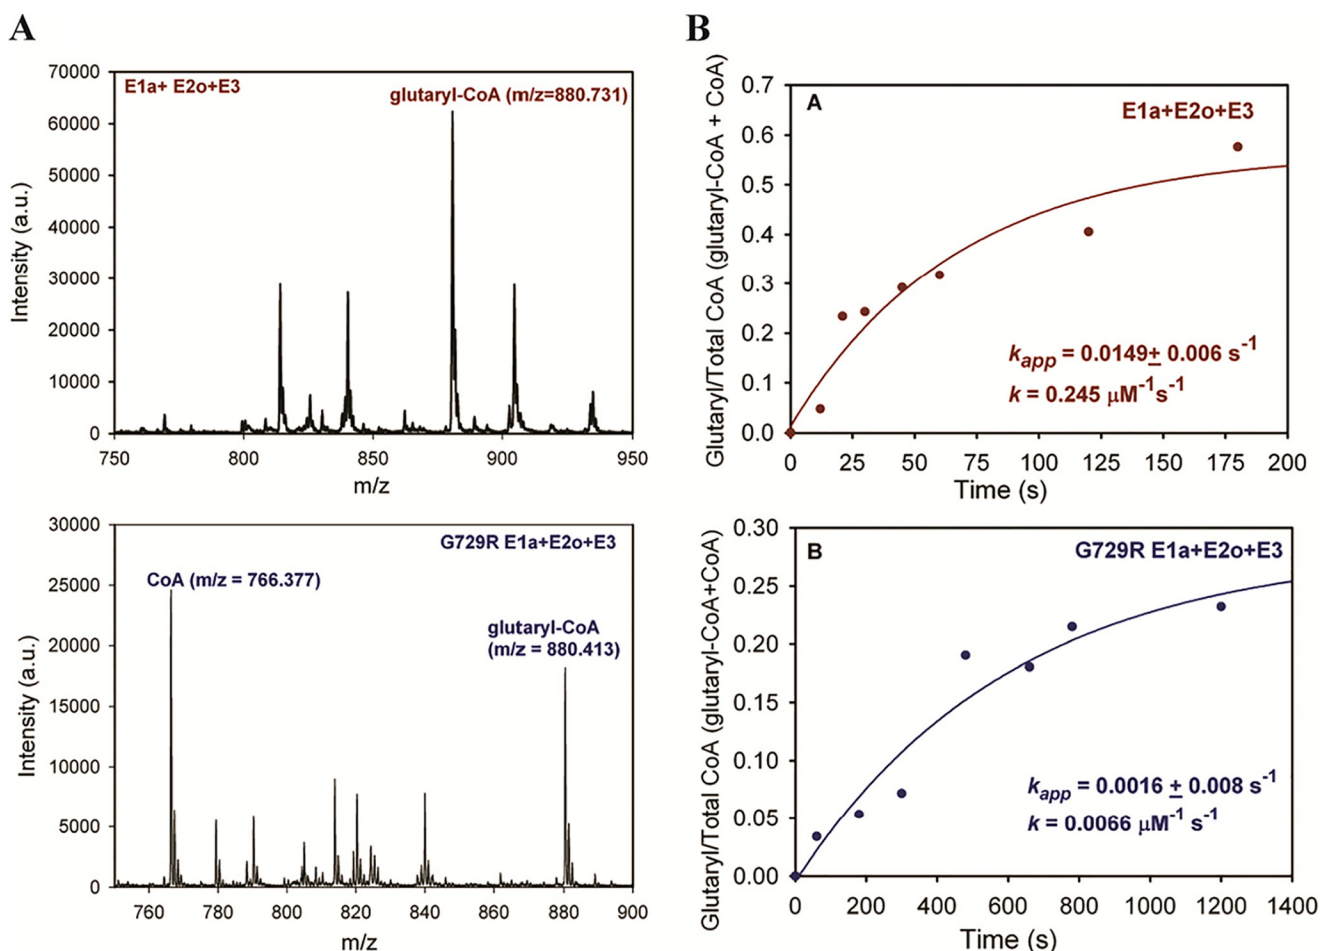 A
E1a+ E2o+E3
glutaryl-CoA (m/z=880.731)
Intensity (a.u.)
70000
60000
50000
40000
30000
20000
10000
0
750
800
850
900
950
m/z
G729R E1a+E2o+E3
CoA (m/z = 766.377)
glutaryl-CoA
(m/z = 880.413)
Intensity (a.u.)
30000
25000
20000
15000
10000
5000
0
760
780
800
820
840
860
880
900
m/z
B
A
E1a+E2o+E3
Glutaryl/Total CoA (glutaryl-CoA + CoA)
0.7
0.6
0.5
0.4
0.3
0.2
0.1
0.0
kapp = 0.0149± 0.006 s-1
k = 0.245 µM-1s-1
0
25
50
75
100
125
150
175
200
Time (s)
B
G729R E1a+E2o+E3
Glutaryl/Total CoA (glutaryl-CoA+CoA)
0.30
0.25
0.20
0.15
0.10
0.05
0.00
kapp = 0.0016 ± 0.008 s-1
k = 0.0066 µM-1 s-1
0
200
400
600
800
1000
1200
1400
Time (s)